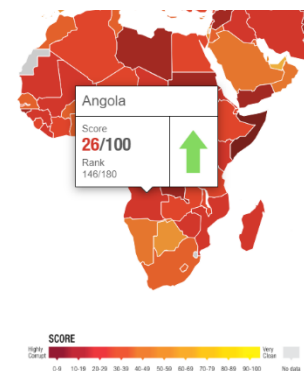 Angola
Score
26/100
Rank
146/180
SCORE
Highly Corrupt
Very Clean
0-9 10-19 20-29 30-39 40-49 50-59 60-69 70-79 80-89 90-100 No data